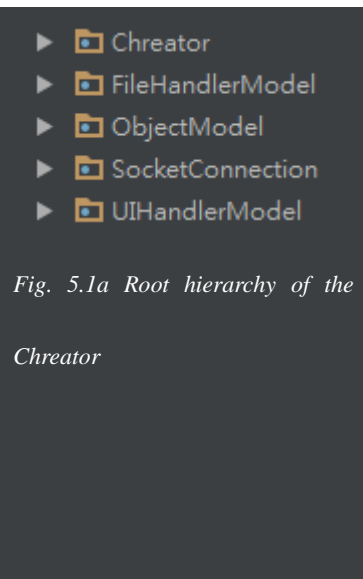 Chreator
FileHandlerModel
ObjectModel
SocketConnection
UIHandlerModel
Fig. 5.1a Root hierarchy of the
Chreator